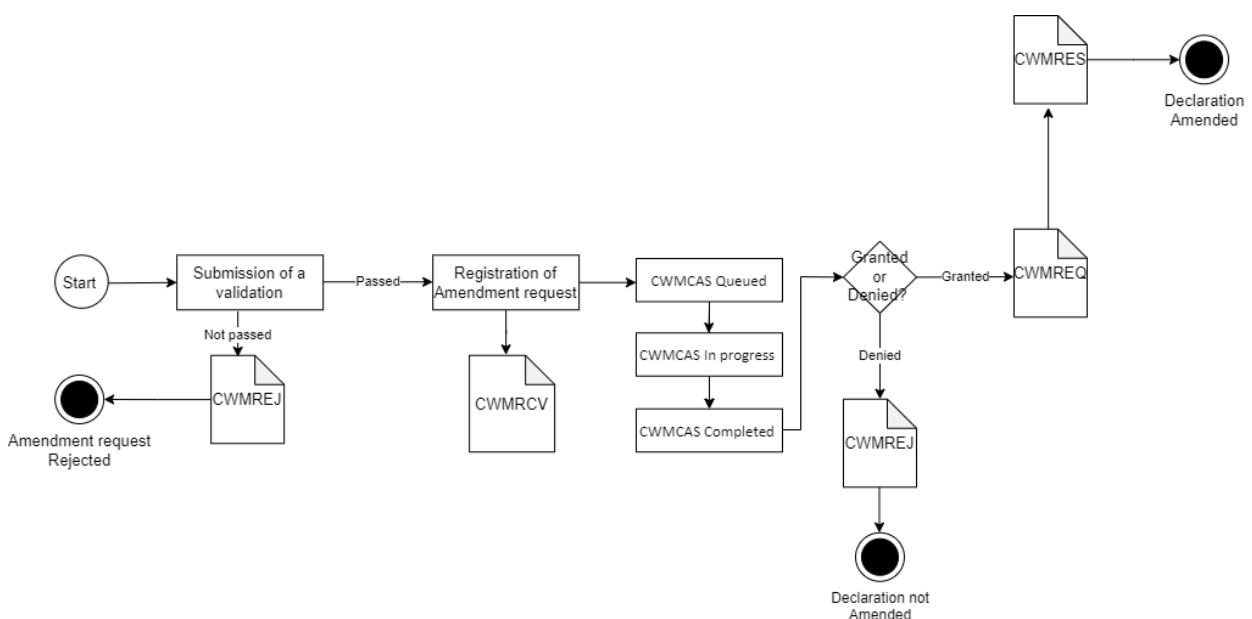 CWMRES
Declaration
Amended
Start
Submission of a
validation
Passed
Registration of
Amendment request
CWMCAS Queued
Granted
or
Denied?
Granted
CWMREQ
Not passed
CWMCAS In progress
Denied
CWMREJ
CWMRCV
CWMCAS Completed
CWMREJ
Amendment request
Rejected
Declaration not
Amended